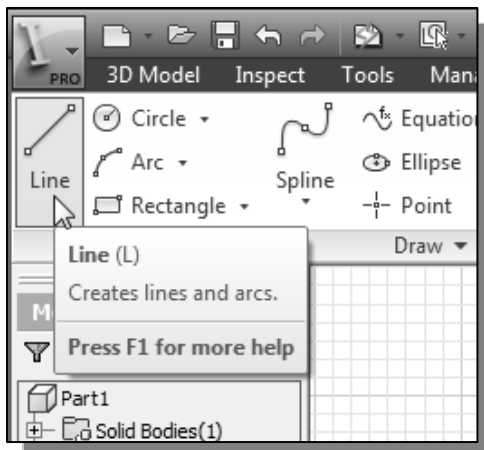 PRO
3D Model Inspect Tools Mana
Line
Circle
Arc
Rectangle
Spline
Equation
Ellipse
Point
Draw
Line (L)
Creates lines and arcs.
Press F1 for more help
M
Part1
Solid Bodies(1)